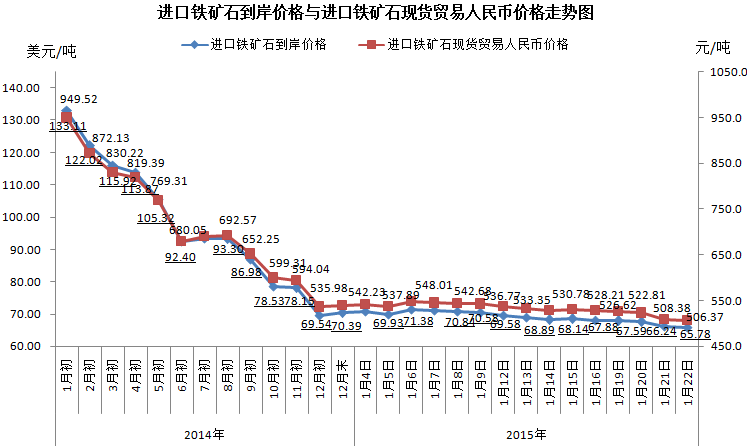 进口铁矿石到岸价格与进口铁矿石现货贸易人民币价格走势图
美元/吨
进口铁矿石到岸价格
进口铁矿石现货贸易人民币价格
元/吨
140.00
130.00
120.00
110.00
100.00
90.00
80.00
70.00
60.00
1050.0
950.0
850.0
750.0
650.0
550.0
450.0
949.52
872.13
830.22
819.39
769.31
680.05
692.57
652.25
599.31
594.04
535.98
542.23
537.89
548.01
542.68
536.77
533.35
530.78
528.21
526.62
522.81
508.38
506.37
133.11
122.02
115.92
113.87
105.32
92.40
93.30
86.98
78.53
78.15
69.54
70.39
69.93
71.38
70.84
70.58
69.58
68.89
68.14
67.88
67.59
66.24
65.78
1月初
2月初
3月初
4月初
5月初
6月初
7月初
8月初
9月初
10月初
11月初
12月初
12月末
1月4日
1月5日
1月6日
1月7日
1月8日
1月9日
1月12日
1月13日
1月14日
1月15日
1月16日
1月19日
1月20日
1月21日
1月22日
2014年
2015年